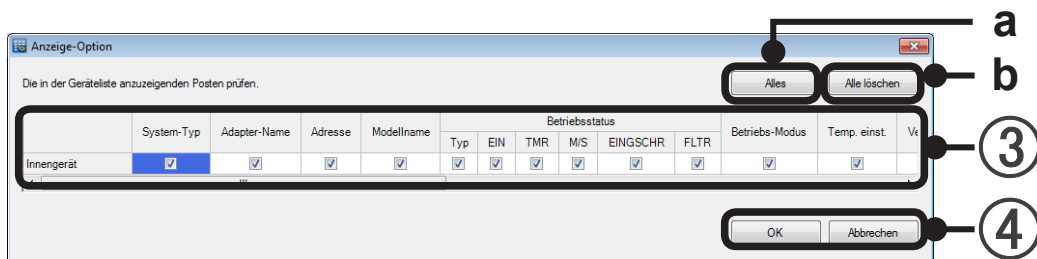 a
Anzeige-Option
Die in der Geräteliste anzuzeigenden Posten prüfen.
Alles
Alle löschen
b
System-Typ
Adapter-Name
Adresse
Modellname
Betriebsstatus
Typ
EIN
TMR
M/S
EINGSCHR
FLTR
Betriebs-Modus
Temp. einst.
Ve
Innengerät
③
OK
Abbrechen
④